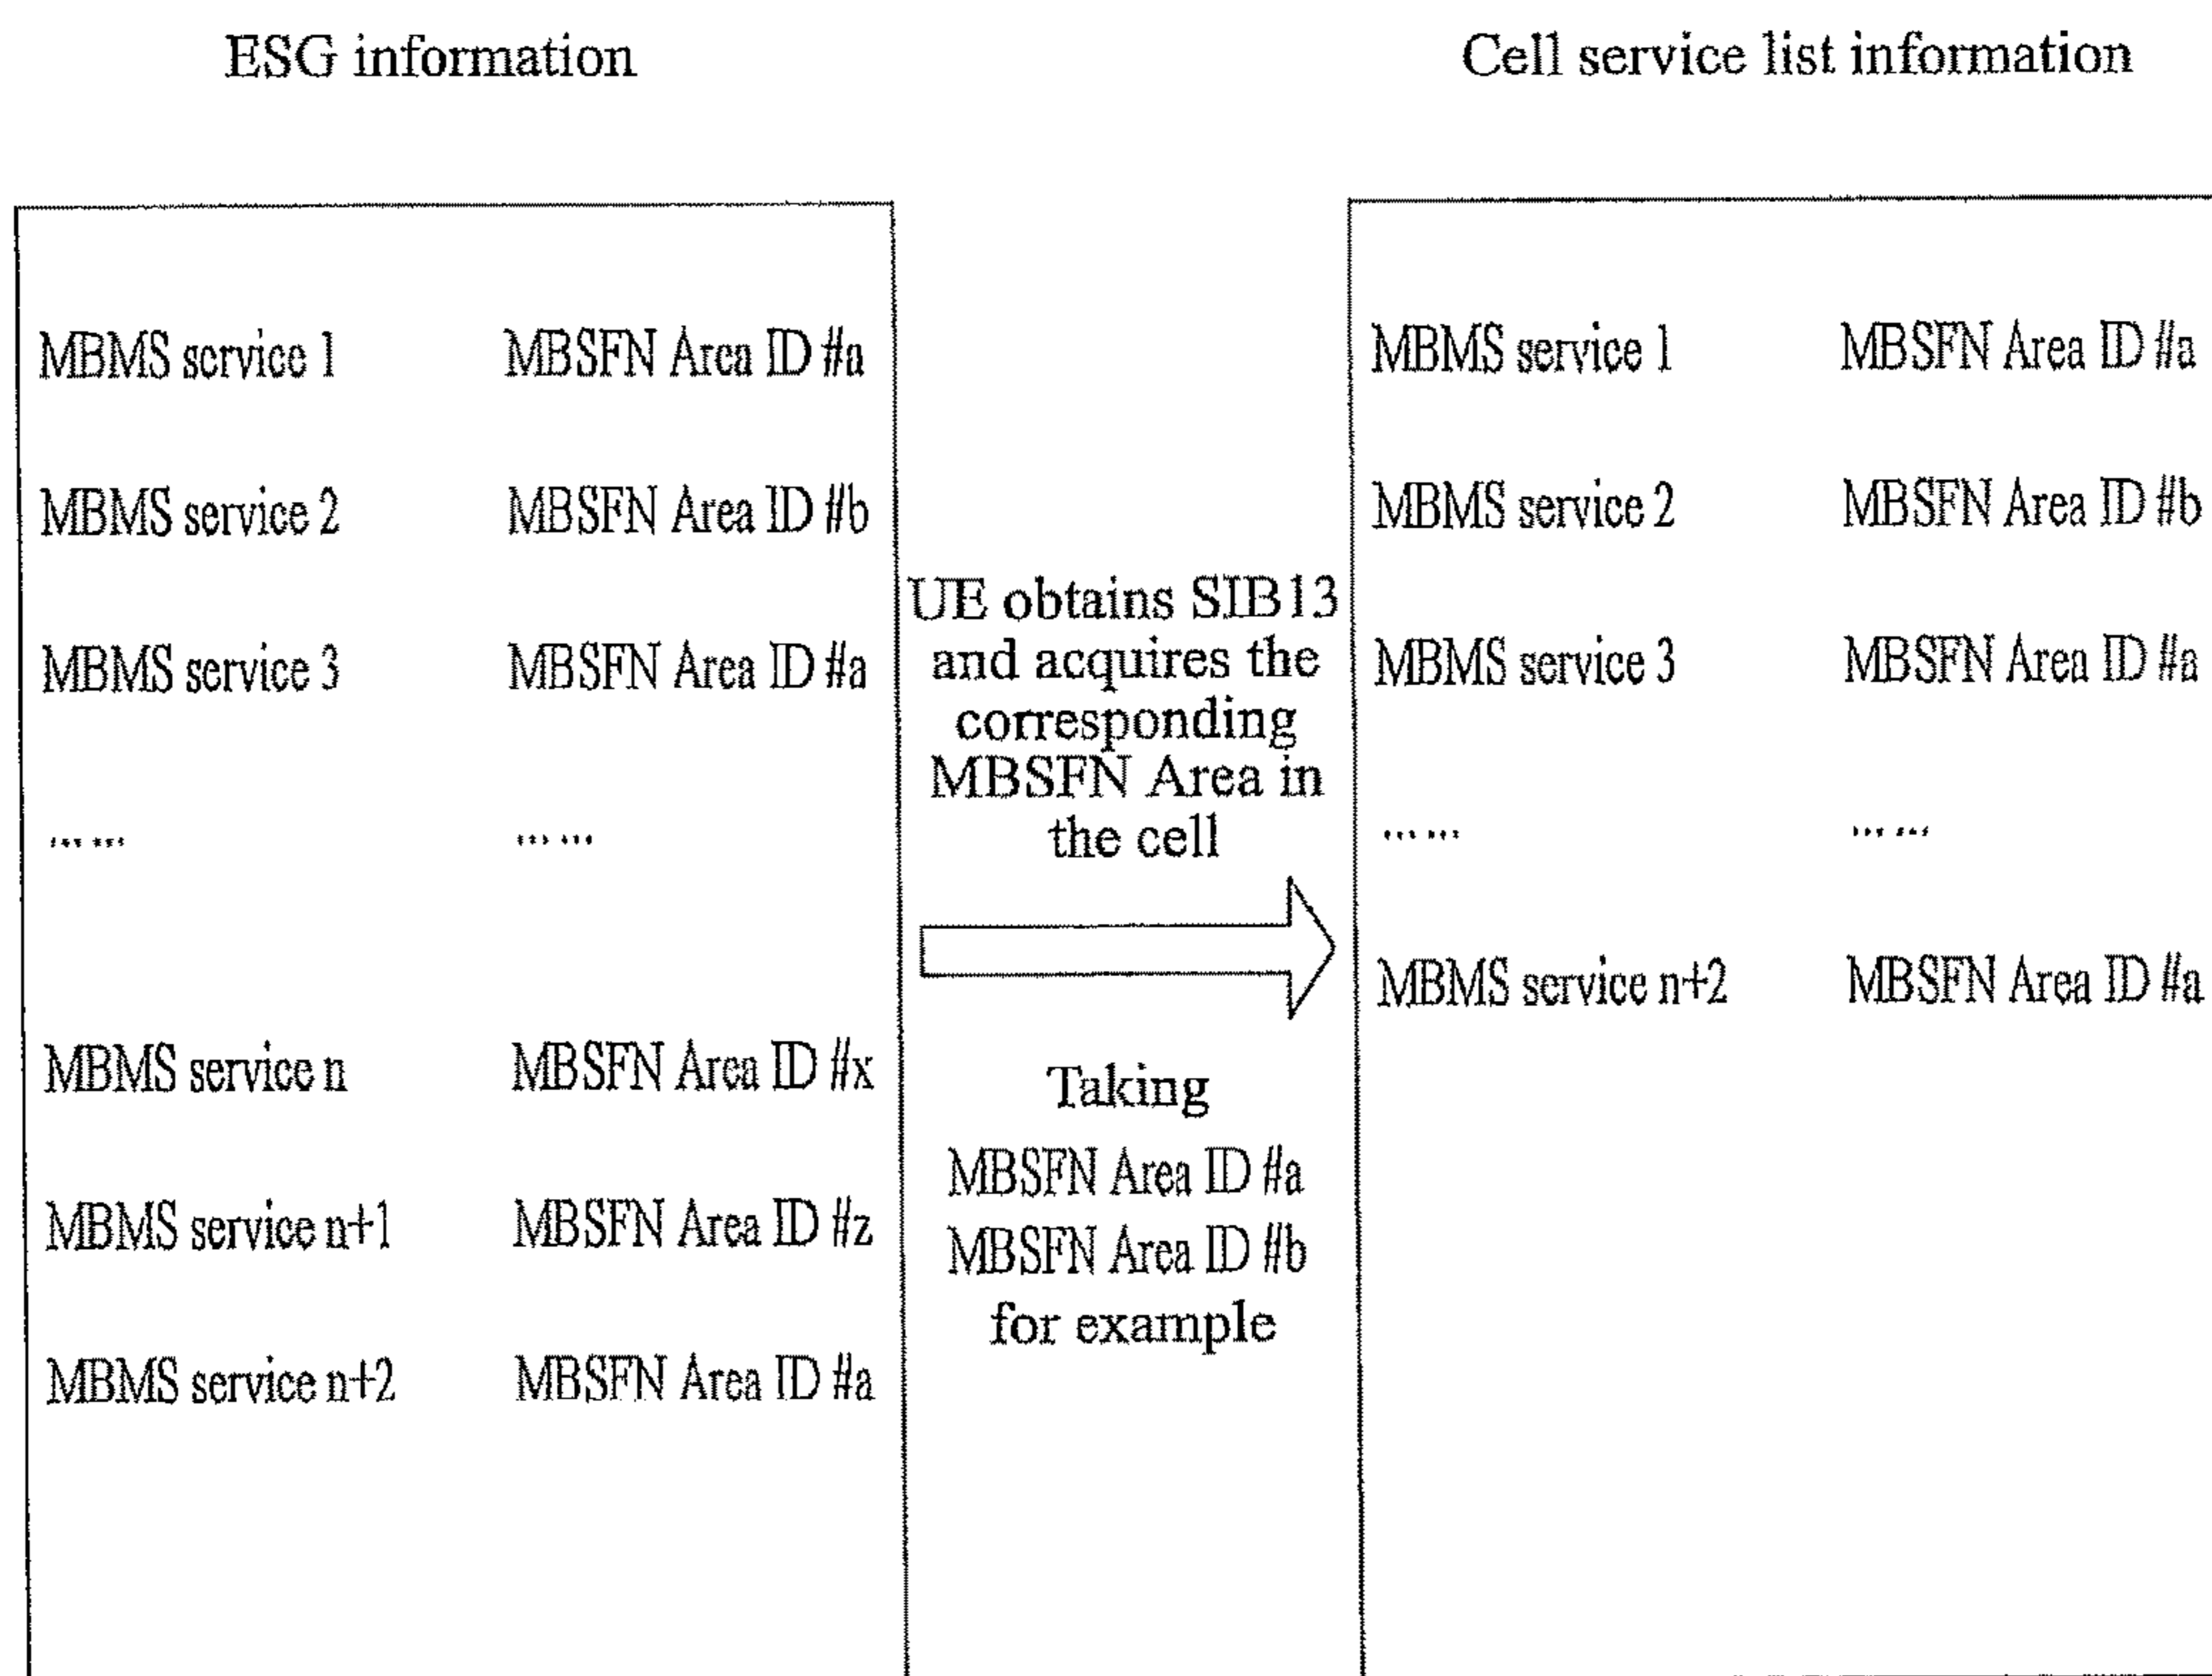 ESG information
Cell service list information
MBMS service 1 MBSFN Area ID #a
MBMS service 2 MBSFN Area ID #b
MBMS service 3 MBSFN Area ID #a
…… ……
MBMS service n MBSFN Area ID #x
MBMS service n+1 MBSFN Area ID #z
MBMS service n+2 MBSFN Area ID #a
UE obtains SIB13
and acquires the
corresponding
MBSFN Area in
the cell
Taking
MBSFN Area ID #a
MBSFN Area ID #b
for example
MBMS service 1 MBSFN Area ID #a
MBMS service 2 MBSFN Area ID #b
MBMS service 3 MBSFN Area ID #a
…… ……
MBMS service n+2 MBSFN Area ID #a